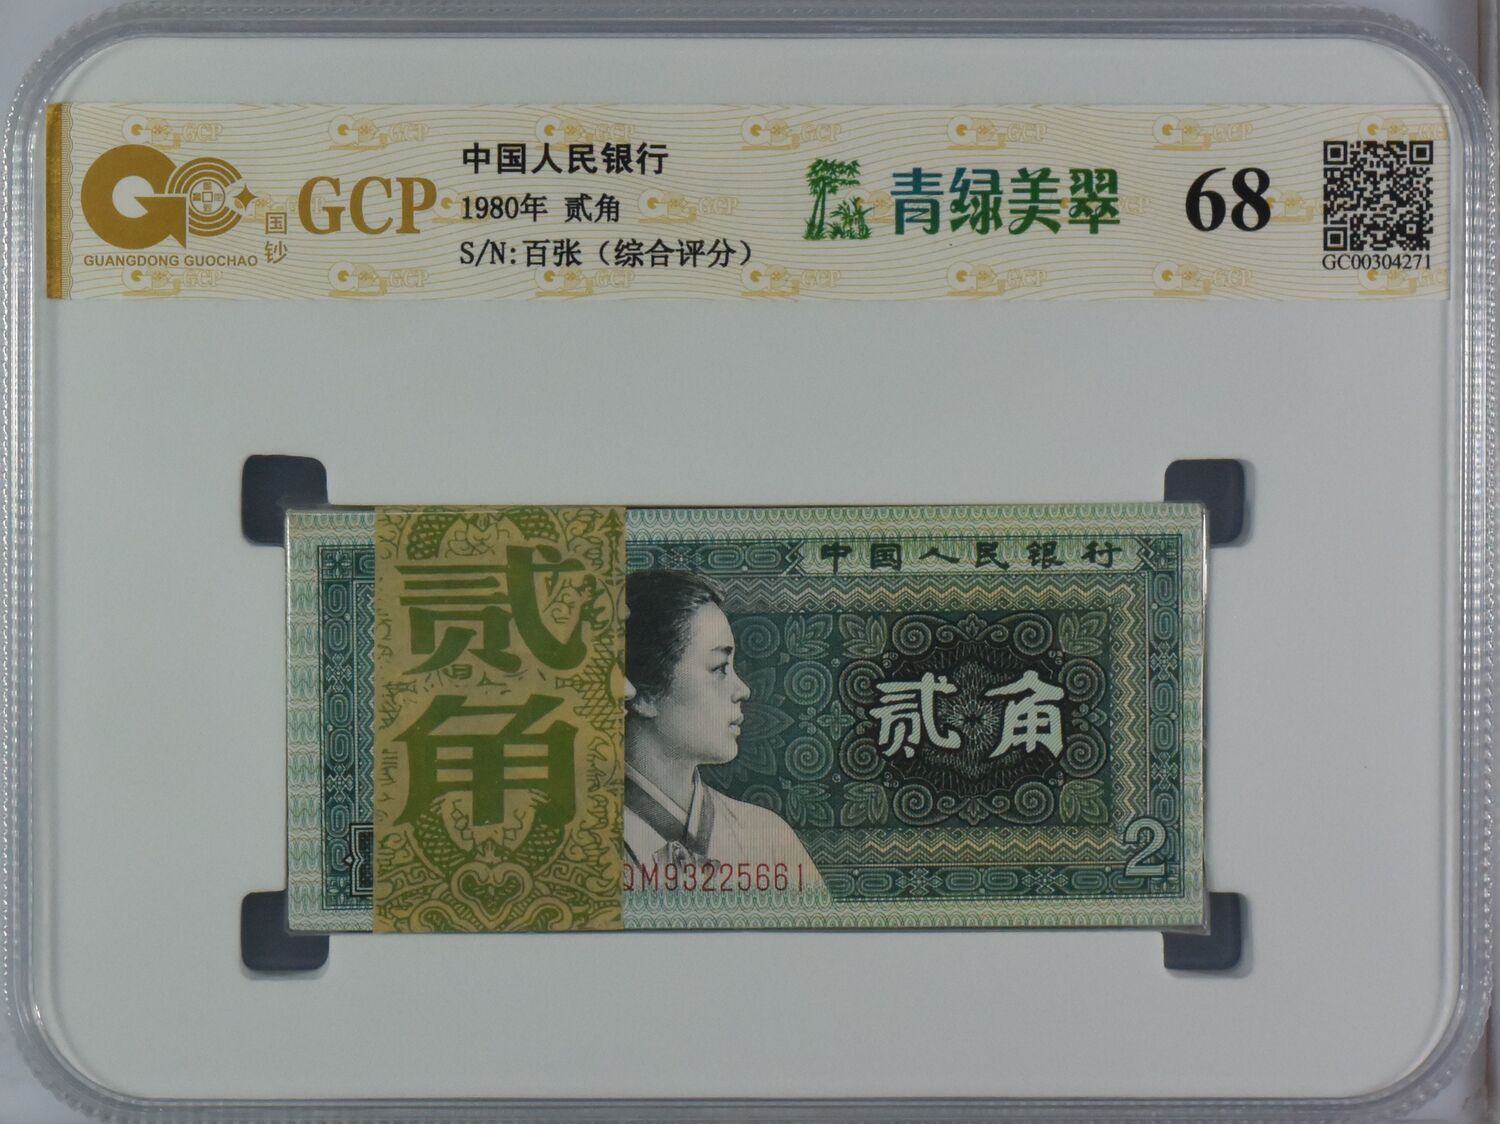 中国人民银行
1980年 贰角
S/N:百张（综合评分）
GCP
国钞
GUANGDONG GUOCHAO
青绿美翠
68
GC00304271
贰角
中国人民银行
贰角
QM93225661
2